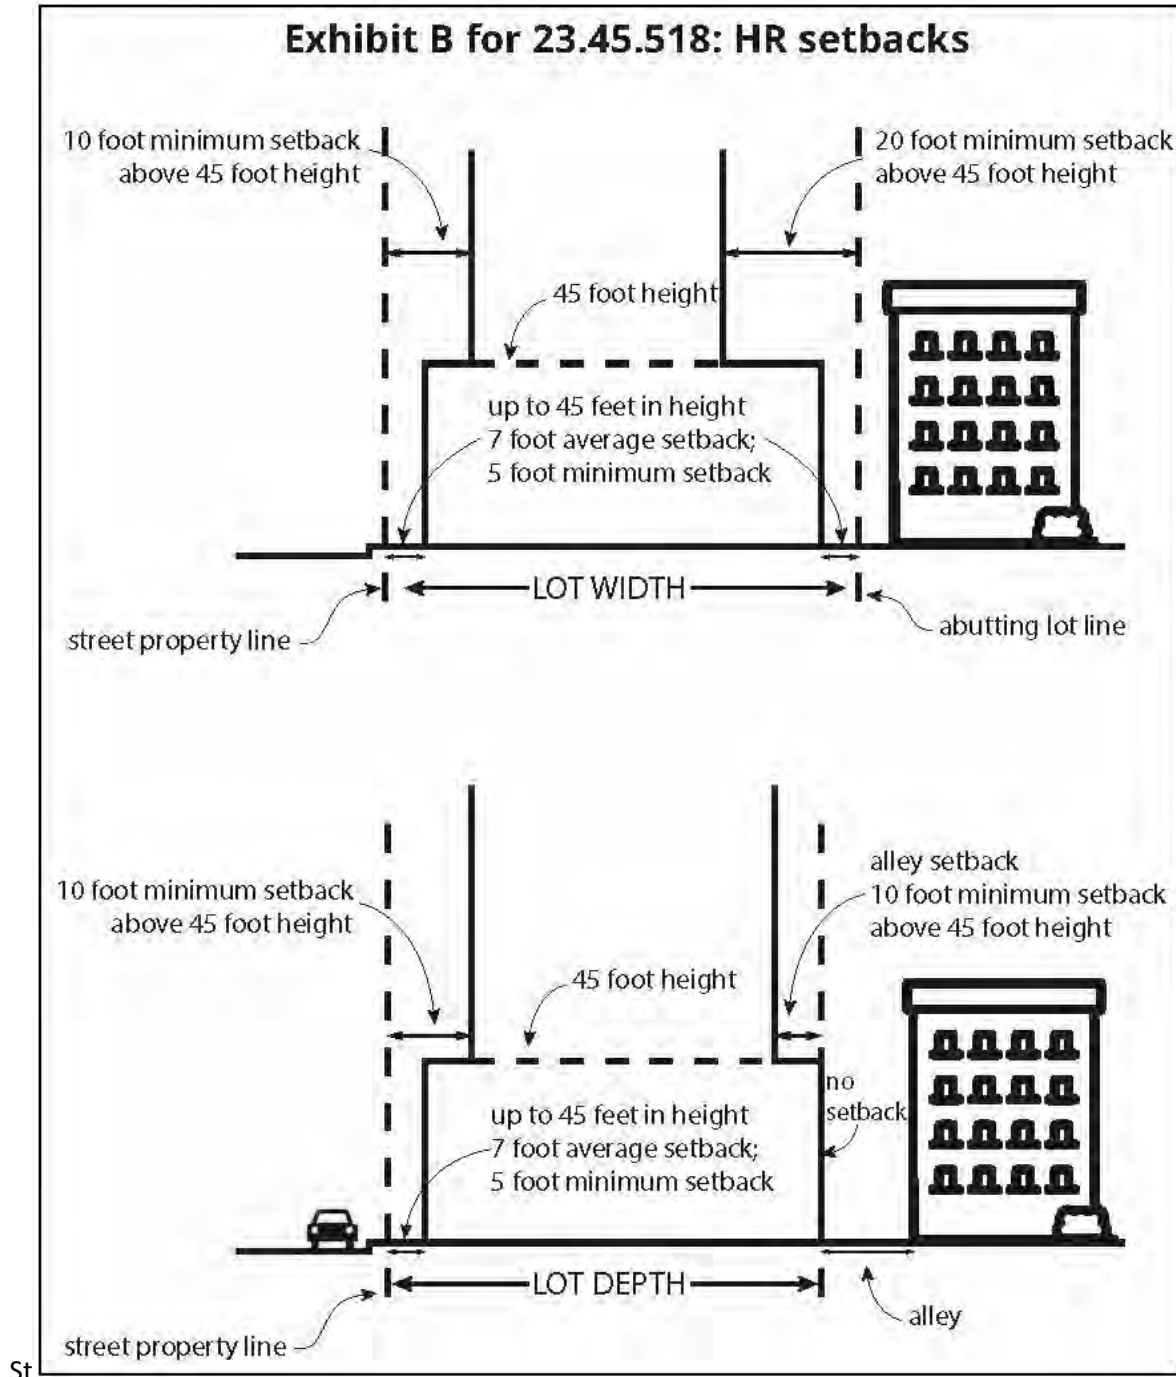 Exhibit B for 23.45.518: HR setbacks
10 foot minimum setback
above 45 foot height
20 foot minimum setback
above 45 foot height
45 foot height
up to 45 feet in height
7 foot average setback;
5 foot minimum setback
LOT WIDTH
street property line
abutting lot line
10 foot minimum setback
above 45 foot height
alley setback
10 foot minimum setback
above 45 foot height
45 foot height
no
setback
up to 45 feet in height
7 foot average setback;
5 foot minimum setback
LOT DEPTH
alley
street property line
St